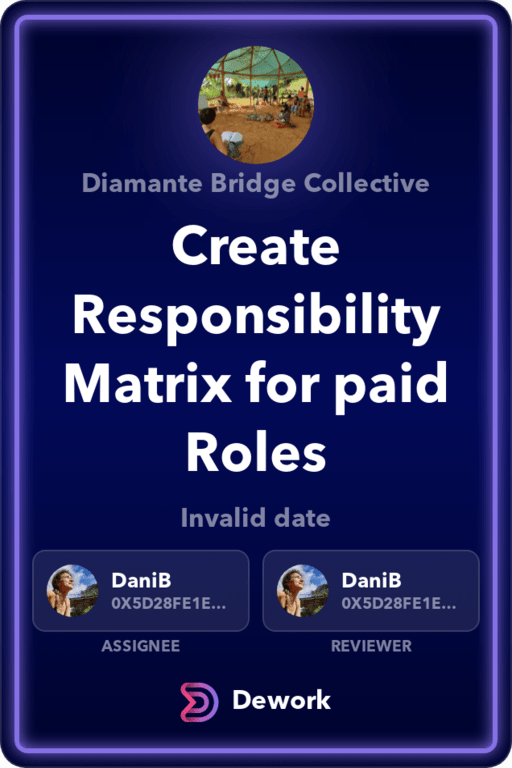 Diamante Bridge Collective
Create
Responsibility
Matrix for paid
Roles
Invalid date
DaniB
0X5D28FE1E...
DaniB
0X5D28FE1E...
ASSIGNEE
REVIEWER
Dework